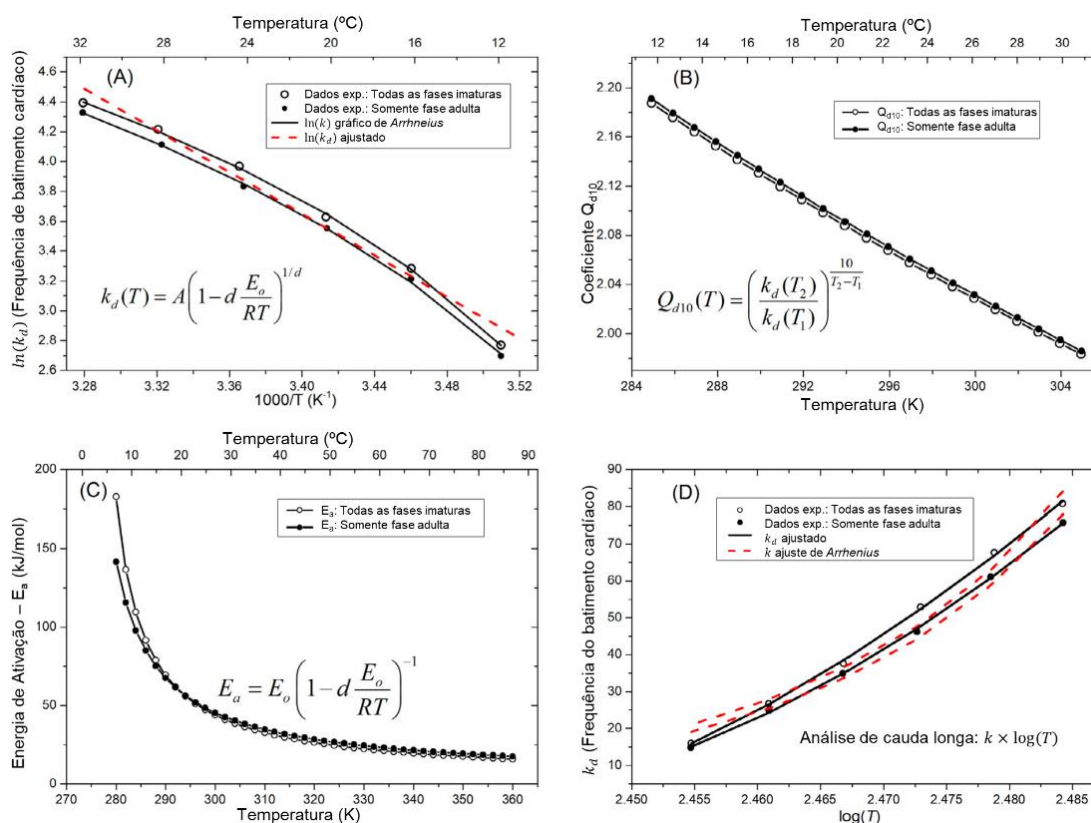 Temperatura (ºC)
32 28 24 20 16 12
(A)
Dados exp.: Todas as fases imaturas
Dados exp.: Somente fase adulta
ln(k) gráfico de Arrhneius
ln(k_d) ajustado
4.6
4.4
4.2
4.0
3.8
3.6
3.4
3.2
3.0
2.8
2.6
ln(k_d) (Frequência de batimento cardíaco)
k_d(T) = A(1-d E_o/RT)^{1/d}
3.28 3.32 3.36 3.40 3.44 3.48 3.52
1000/T (K^{-1})
Temperatura (ºC)
12 14 16 18 20 22 24 26 28 30
(B)
Q_{d10}: Todas as fases imaturas
Q_{d10}: Somente fase adulta
2.20
2.16
2.12
2.08
2.04
2.00
Coeficiente Q_{d10}
Q_{d10}(T) = (k_d(T_2)/k_d(T_1))^{10/(T_2-T_1)}
284 288 292 296 300 304
Temperatura (K)
Temperatura (ºC)
0 10 20 30 40 50 60 70 80 90
(C)
E_a: Todas as fases imaturas
E_a: Somente fase adulta
200
150
100
50
0
Energia de Ativação – E_a (kJ/mol)
E_a = E_o(1-d E_o/RT)^{-1}
270 280 290 300 310 320 330 340 350 360 370
Temperatura (K)
(D)
Dados exp.: Todas as fases imaturas
Dados exp.: Somente fase adulta
k_d ajustado
k ajuste de Arrhenius
90
80
70
60
50
40
30
20
10
k_d (Frequência do batimento cardíaco)
Análise de cauda longa: k × log(T)
2.450 2.455 2.460 2.465 2.470 2.475 2.480 2.485
log(T)